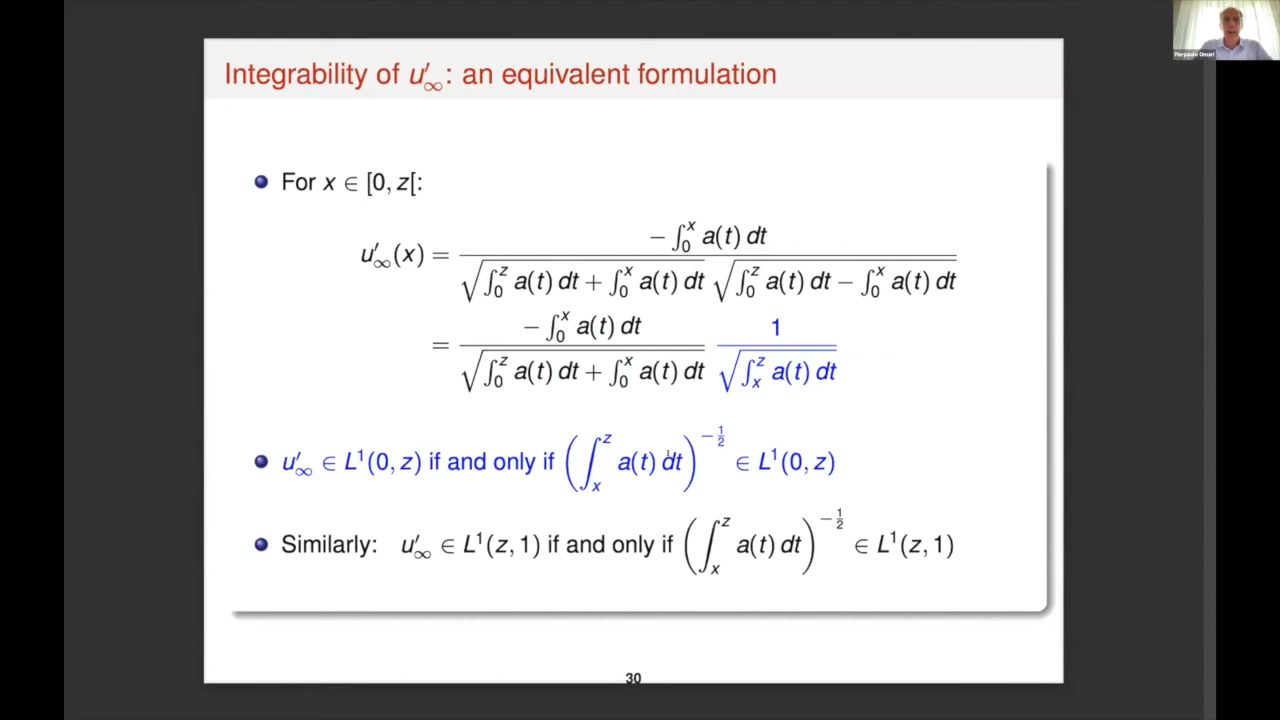 Pierpaolo Omari
Integrability of u′∞: an equivalent formulation
For x ∈ [0, z[:
u′∞(x) = − ∫₀ˣ a(t) dt / ( √(∫₀ᶻ a(t) dt + ∫₀ˣ a(t) dt) √(∫₀ᶻ a(t) dt − ∫₀ˣ a(t) dt) )
= − ∫₀ˣ a(t) dt / √(∫₀ᶻ a(t) dt + ∫₀ˣ a(t) dt) 1 / √(∫ₓᶻ a(t) dt)
u′∞ ∈ L¹(0, z) if and only if (∫ₓᶻ a(t) dt)^(−1/2) ∈ L¹(0, z)
Similarly: u′∞ ∈ L¹(z, 1) if and only if (∫ₓᶻ a(t) dt)^(−1/2) ∈ L¹(z, 1)
30